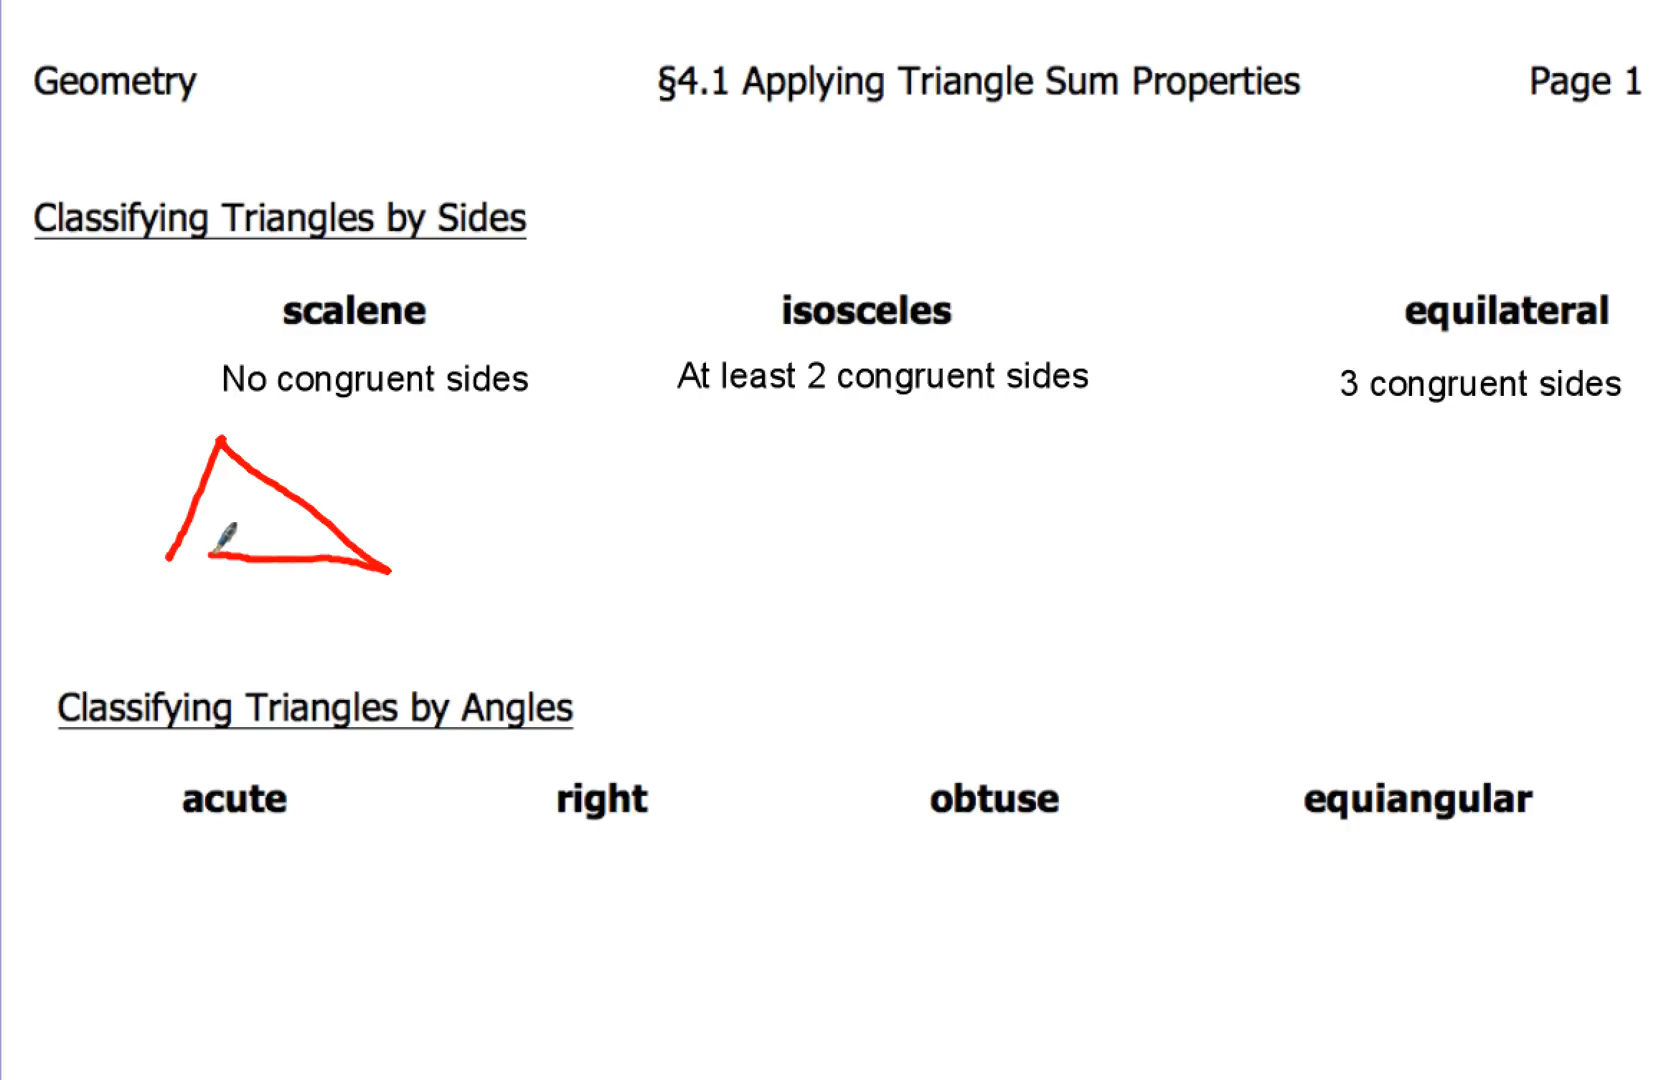 Geometry §4.1 Applying Triangle Sum Properties Page 1
Classifying Triangles by Sides
scalene isosceles equilateral
No congruent sides At least 2 congruent sides 3 congruent sides
Classifying Triangles by Angles
acute right obtuse equiangular